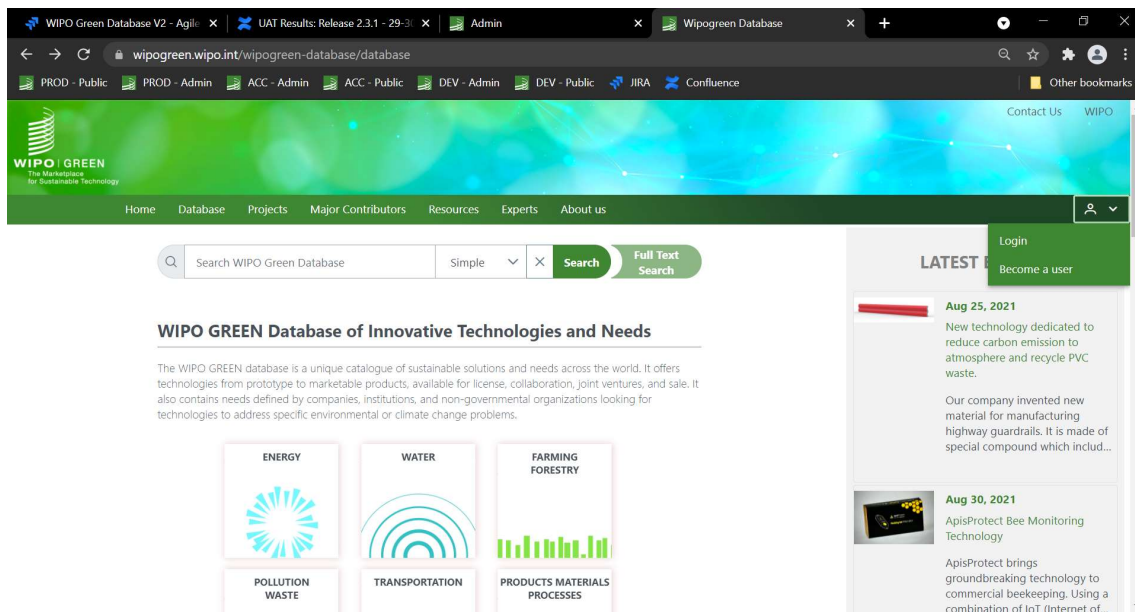 WIPO Green Database V2 - Agile
UAT Results: Release 2.3.1 - 29-3
Admin
Wipogreen Database
wipogreen.wipo.int/wipogreen-database/database
PROD - Public
PROD - Admin
ACC - Admin
ACC - Public
DEV - Admin
DEV - Public
JIRA
Confluence
Other bookmarks
Contact Us
WIPO
WIPO | GREEN
The Marketplace
for Sustainable Technology
Home
Database
Projects
Major Contributors
Resources
Experts
About us
Login
Become a user
Search WIPO Green Database
Simple
Search
Full Text
Search
WIPO GREEN Database of Innovative Technologies and Needs
The WIPO GREEN database is a unique catalogue of sustainable solutions and needs across the world. It offers
technologies from prototype to marketable products, available for license, collaboration, joint ventures, and sale. It
also contains needs defined by companies, institutions, and non-governmental organizations looking for
technologies to address specific environmental or climate change problems.
ENERGY
WATER
FARMING
FORESTRY
POLLUTION
WASTE
TRANSPORTATION
PRODUCTS MATERIALS
PROCESSES
LATEST
Aug 25, 2021
New technology dedicated to
reduce carbon emission to
atmosphere and recycle PVC
waste.
Our company invented new
material for manufacturing
highway guardrails. It is made of
special compound which includ...
Aug 30, 2021
ApisProtect Bee Monitoring
Technology
ApisProtect brings
groundbreaking technology to
commercial beekeeping. Using a
combination of IoT (Internet of...